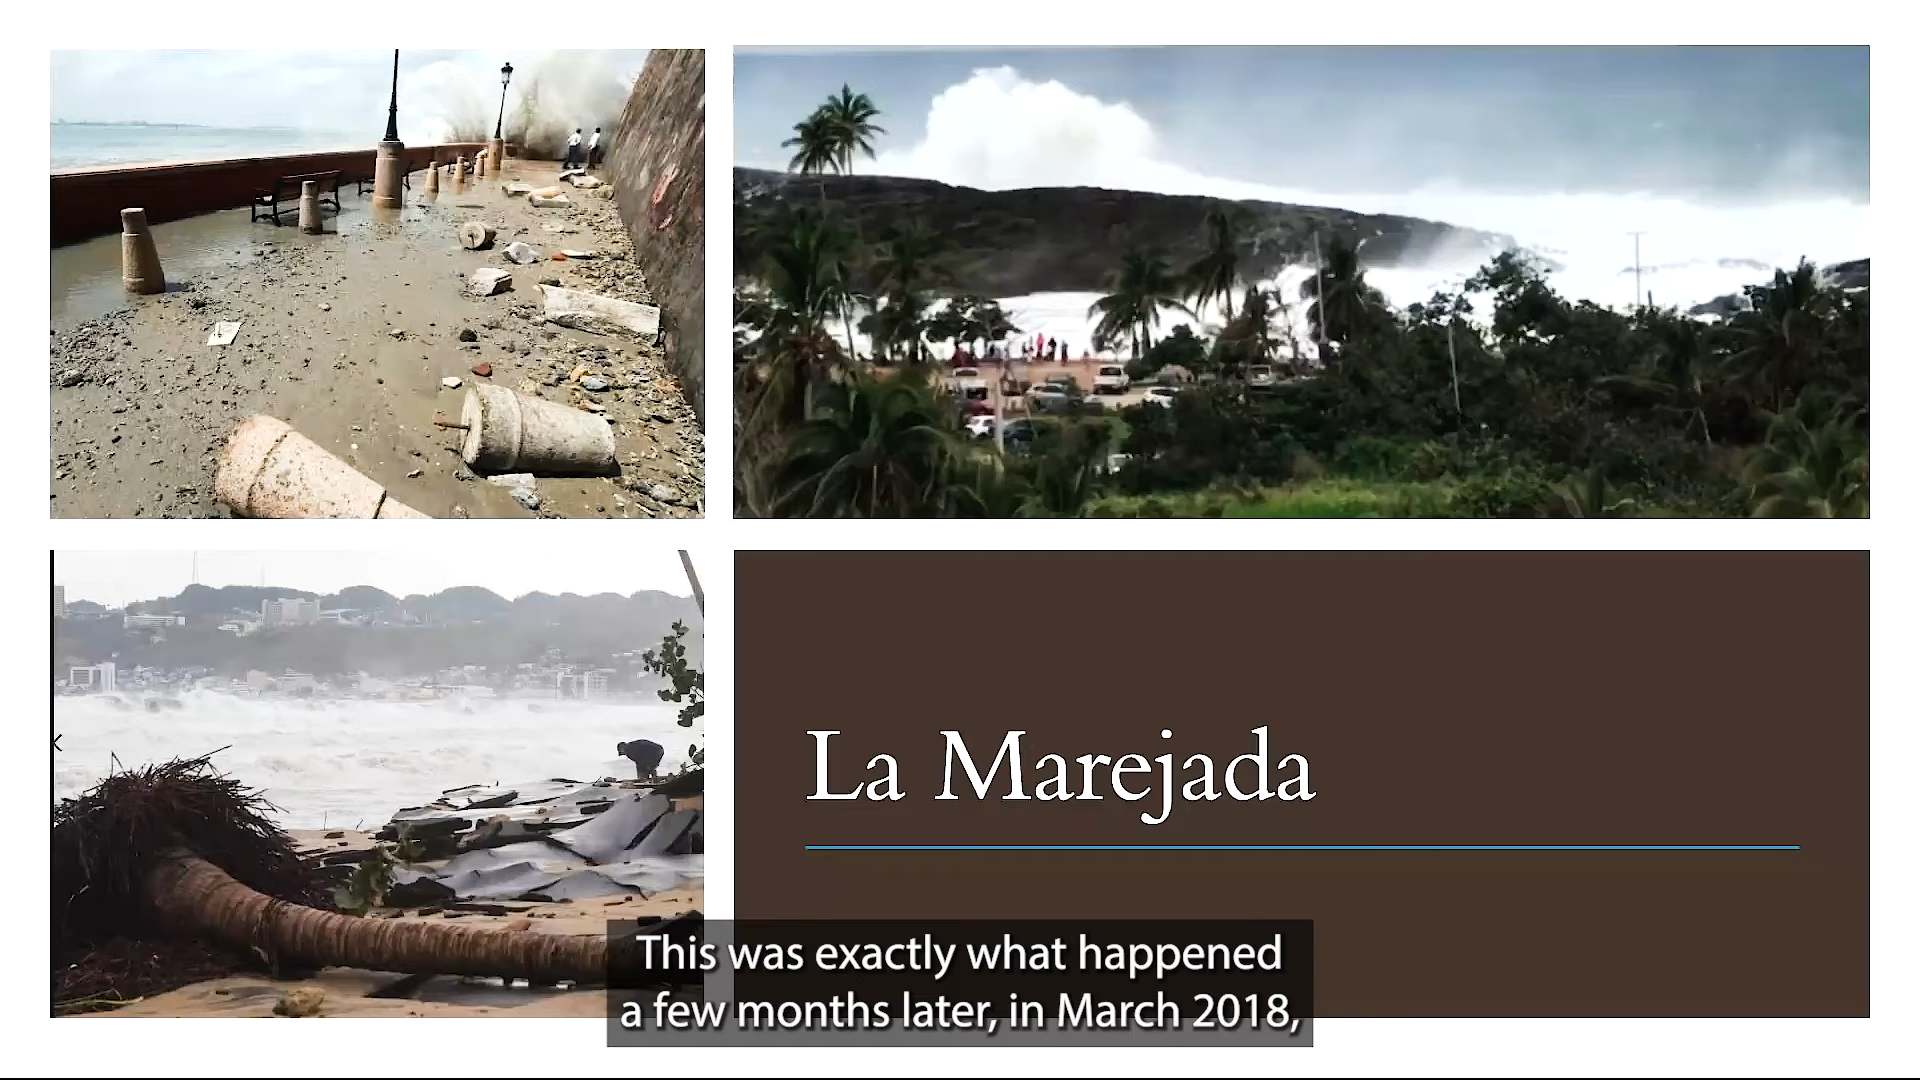 La Marejada
This was exactly what happened
a few months later, in March 2018,